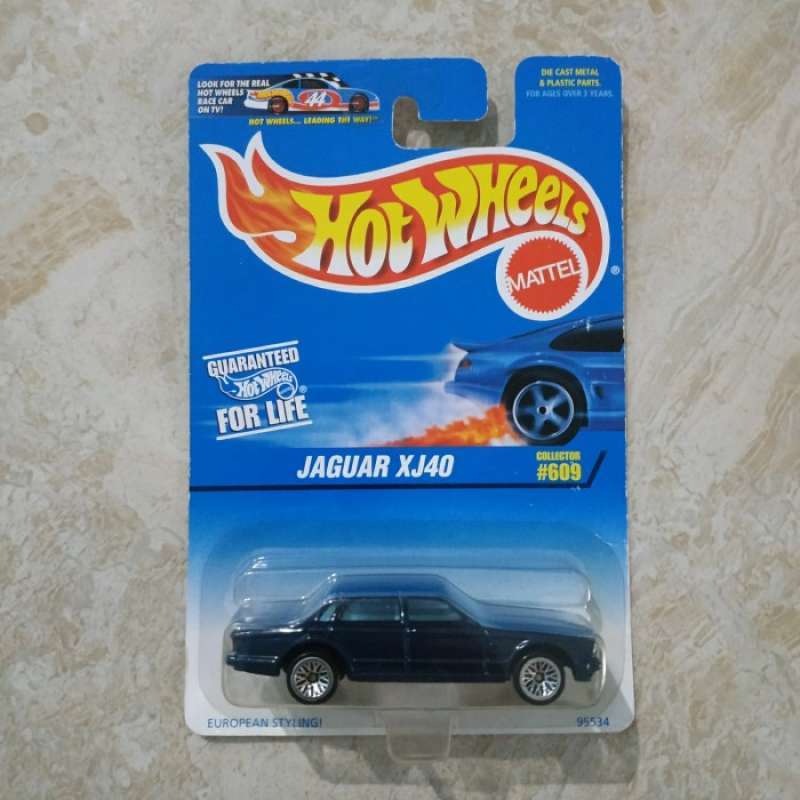 LOOK FOR THE REAL
HOT WHEELS
RACE CAR
ON TV!
44
HOT WHEELS... LEADING THE WAY!™
DIE CAST METAL
& PLASTIC PARTS.
FOR AGES OVER 3 YEARS.
HOT WHEELS
MATTEL
®
GUARANTEED
HOT WHEELS
®
FOR LIFE
JAGUAR XJ40
COLLECTOR
#609
EUROPEAN STYLING!
95534